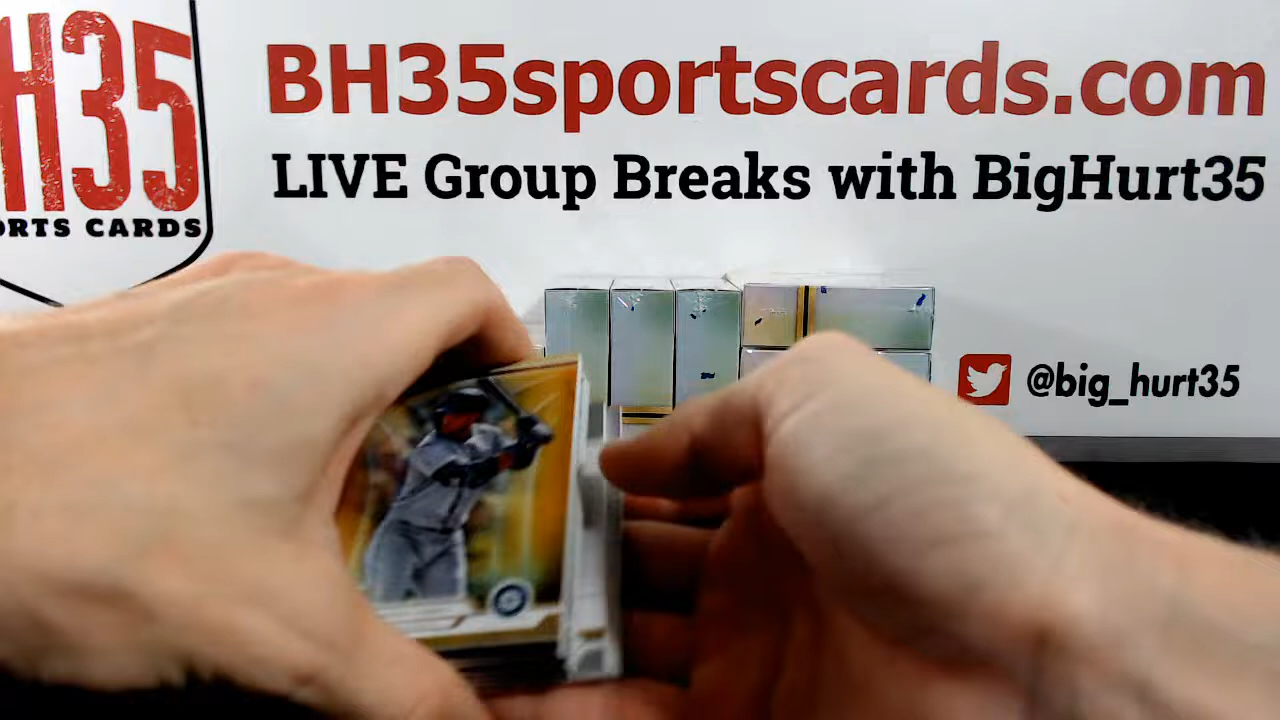 H35
ORTS CARDS
BH35sportscards.com
LIVE Group Breaks with BigHurt35
@big_hurt35